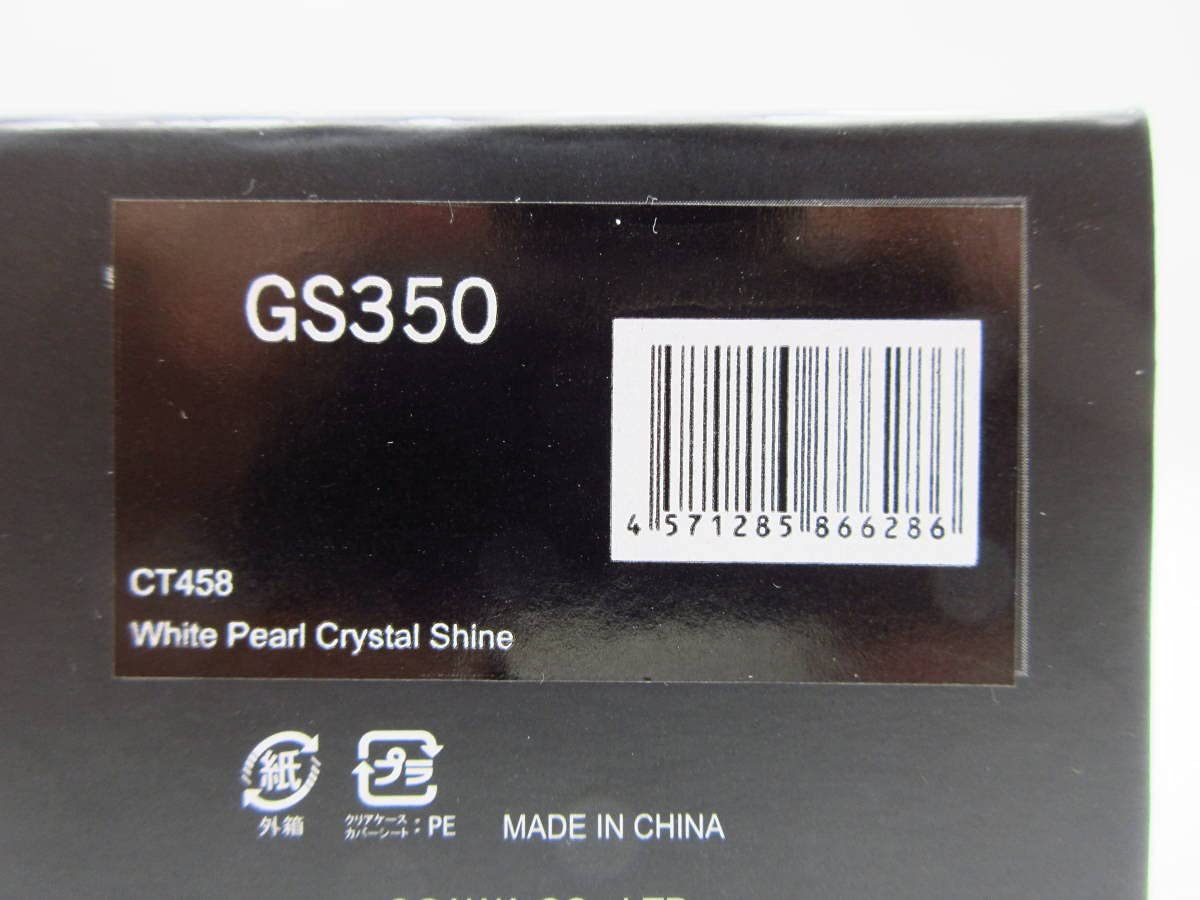 GS350
4 571285 866286
CT458
White Pearl Crystal Shine
紙
プラ
外箱
クリアケース
カバーシート : PE
MADE IN CHINA